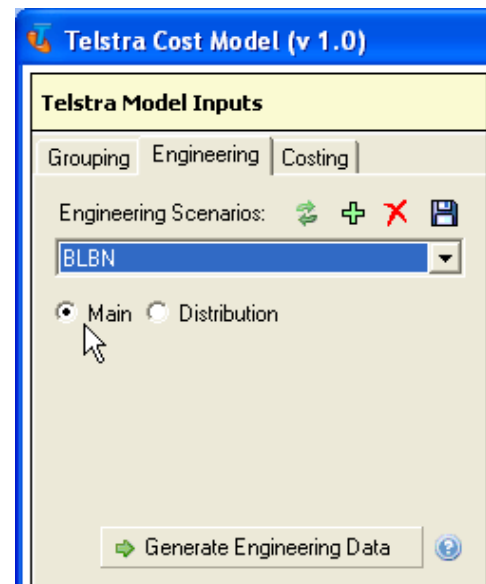 Telstra Cost Model (v 1.0)
Telstra Model Inputs
Grouping Engineering Costing
Engineering Scenarios:
BLBN
Main Distribution
Generate Engineering Data